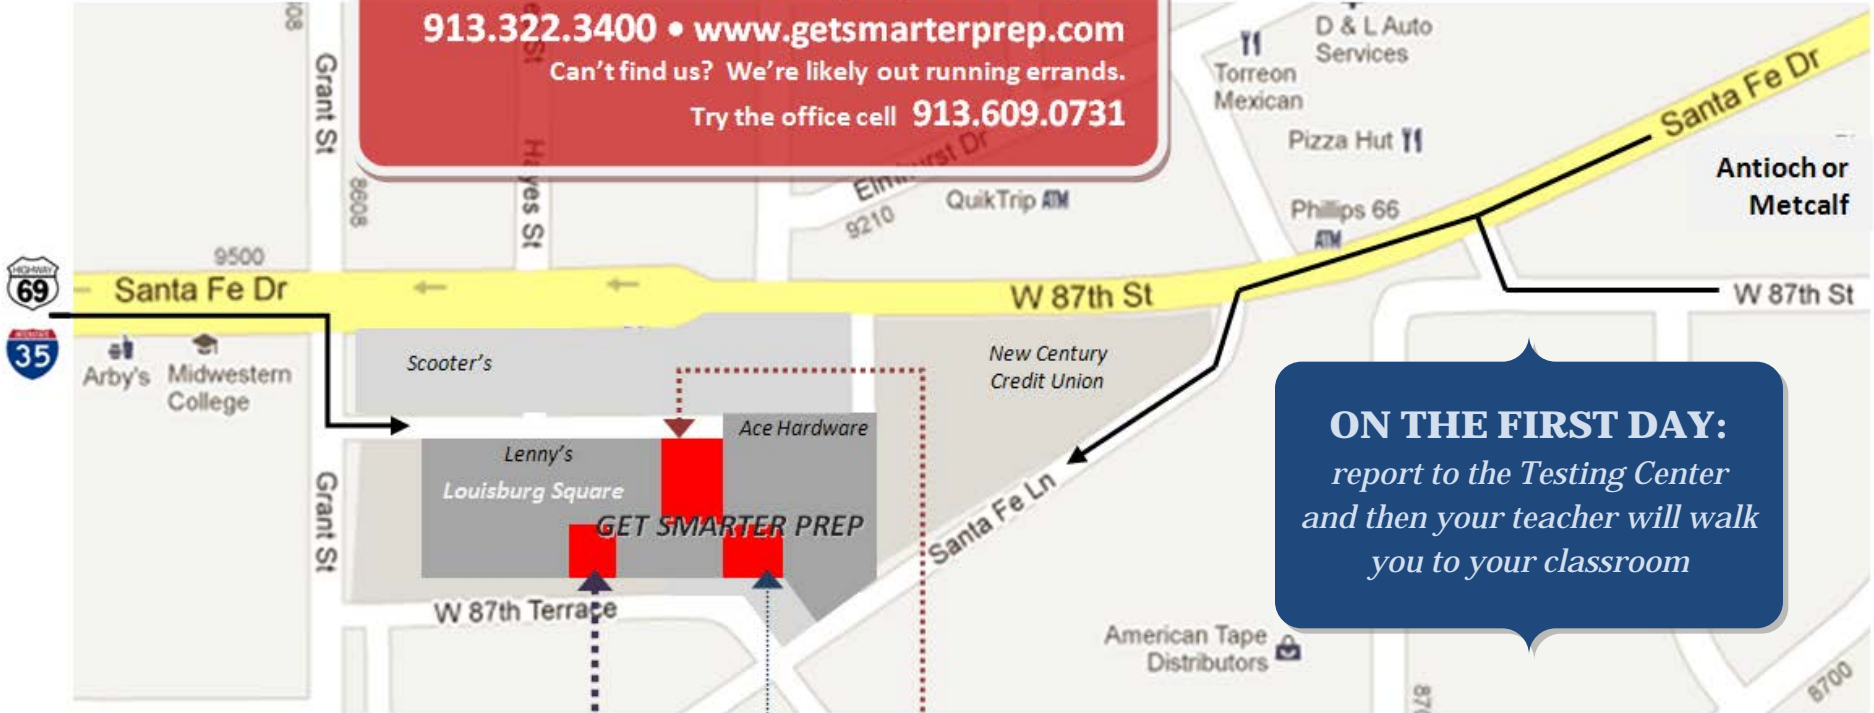 913.322.3400 • www.getsmarterprep.com
Can't find us? We're likely out running errands.
Try the office cell 913.609.0731
Grant St
Hayes St
8608
Elmhurst Dr
9210
QuikTrip ATM
D & L Auto
Services
Torreon
Mexican
Pizza Hut
Phillips 66
ATM
Santa Fe Dr
Antioch or
Metcalf
HIGHWAY
69
9500
Santa Fe Dr
W 87th St
W 87th St
INTERSTATE
35
Arby's
Midwestern
College
Scooter's
New Century
Credit Union
Ace Hardware
Lenny's
Louisburg Square
GET SMARTER PREP
Grant St
Santa Fe Ln
W 87th Terrace
American Tape
Distributors
ON THE FIRST DAY:
report to the Testing Center
and then your teacher will walk
you to your classroom
8700